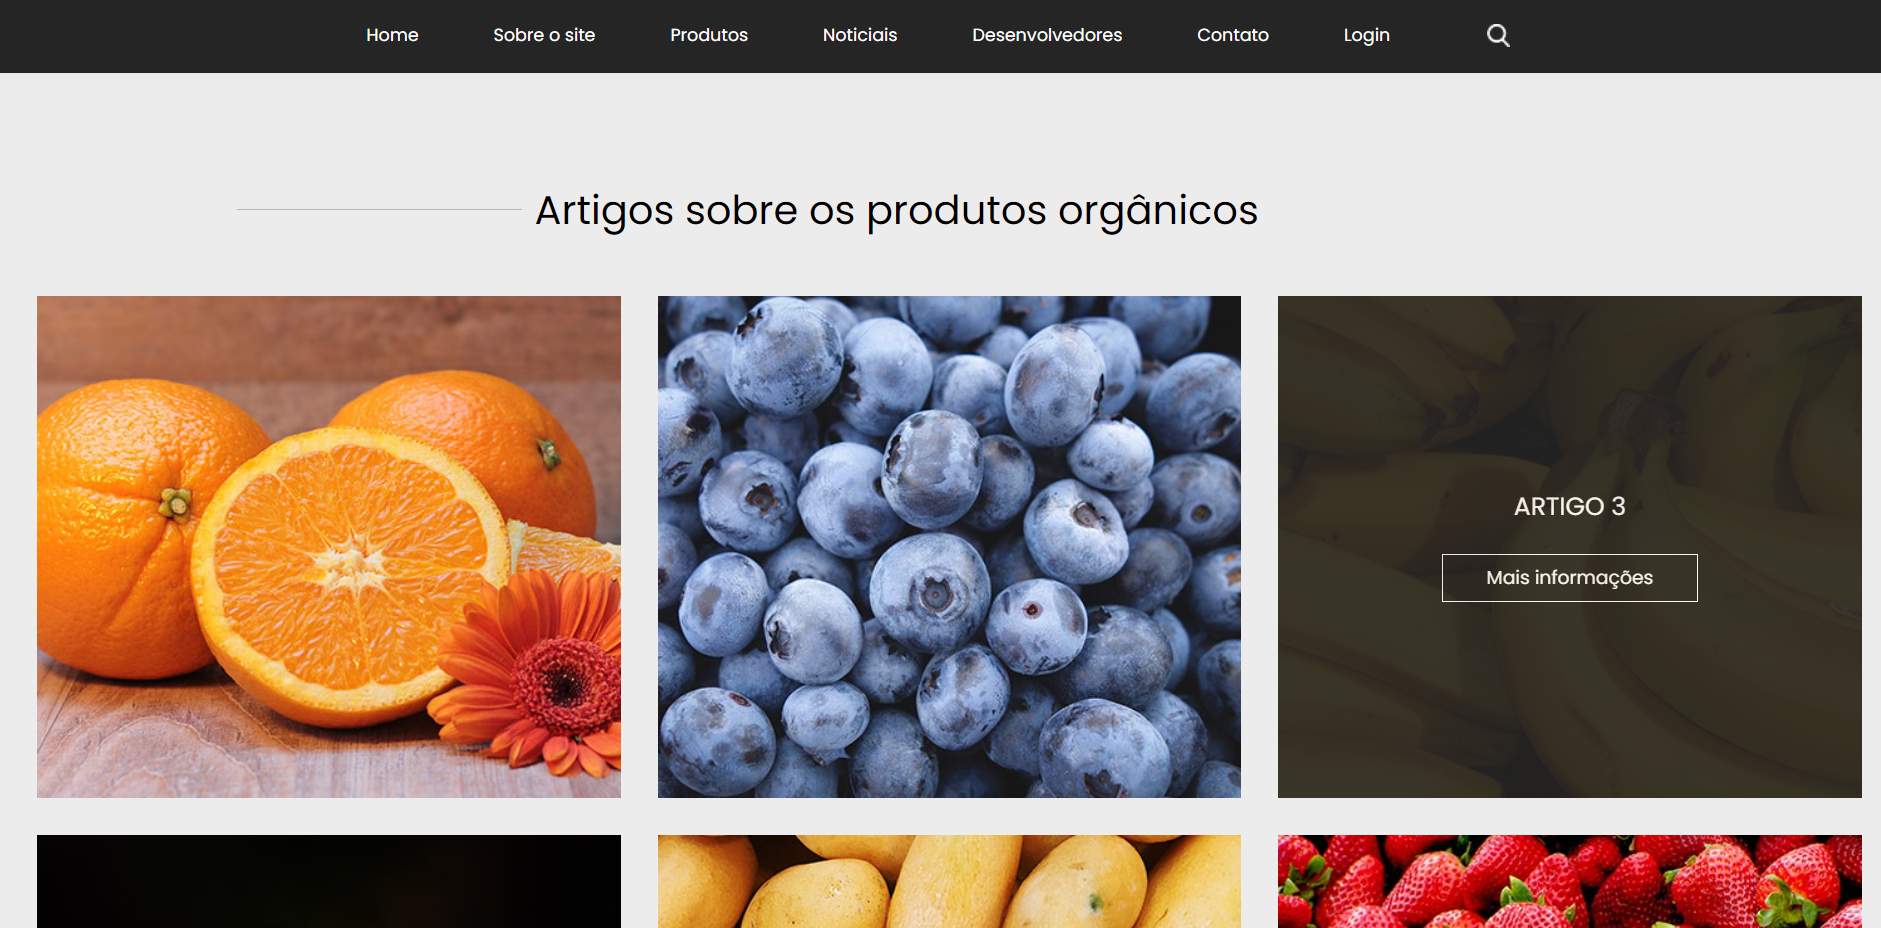 Home Sobre o site Produtos Noticiais Desenvolvedores Contato Login
Artigos sobre os produtos orgânicos
ARTIGO 3
Mais informações